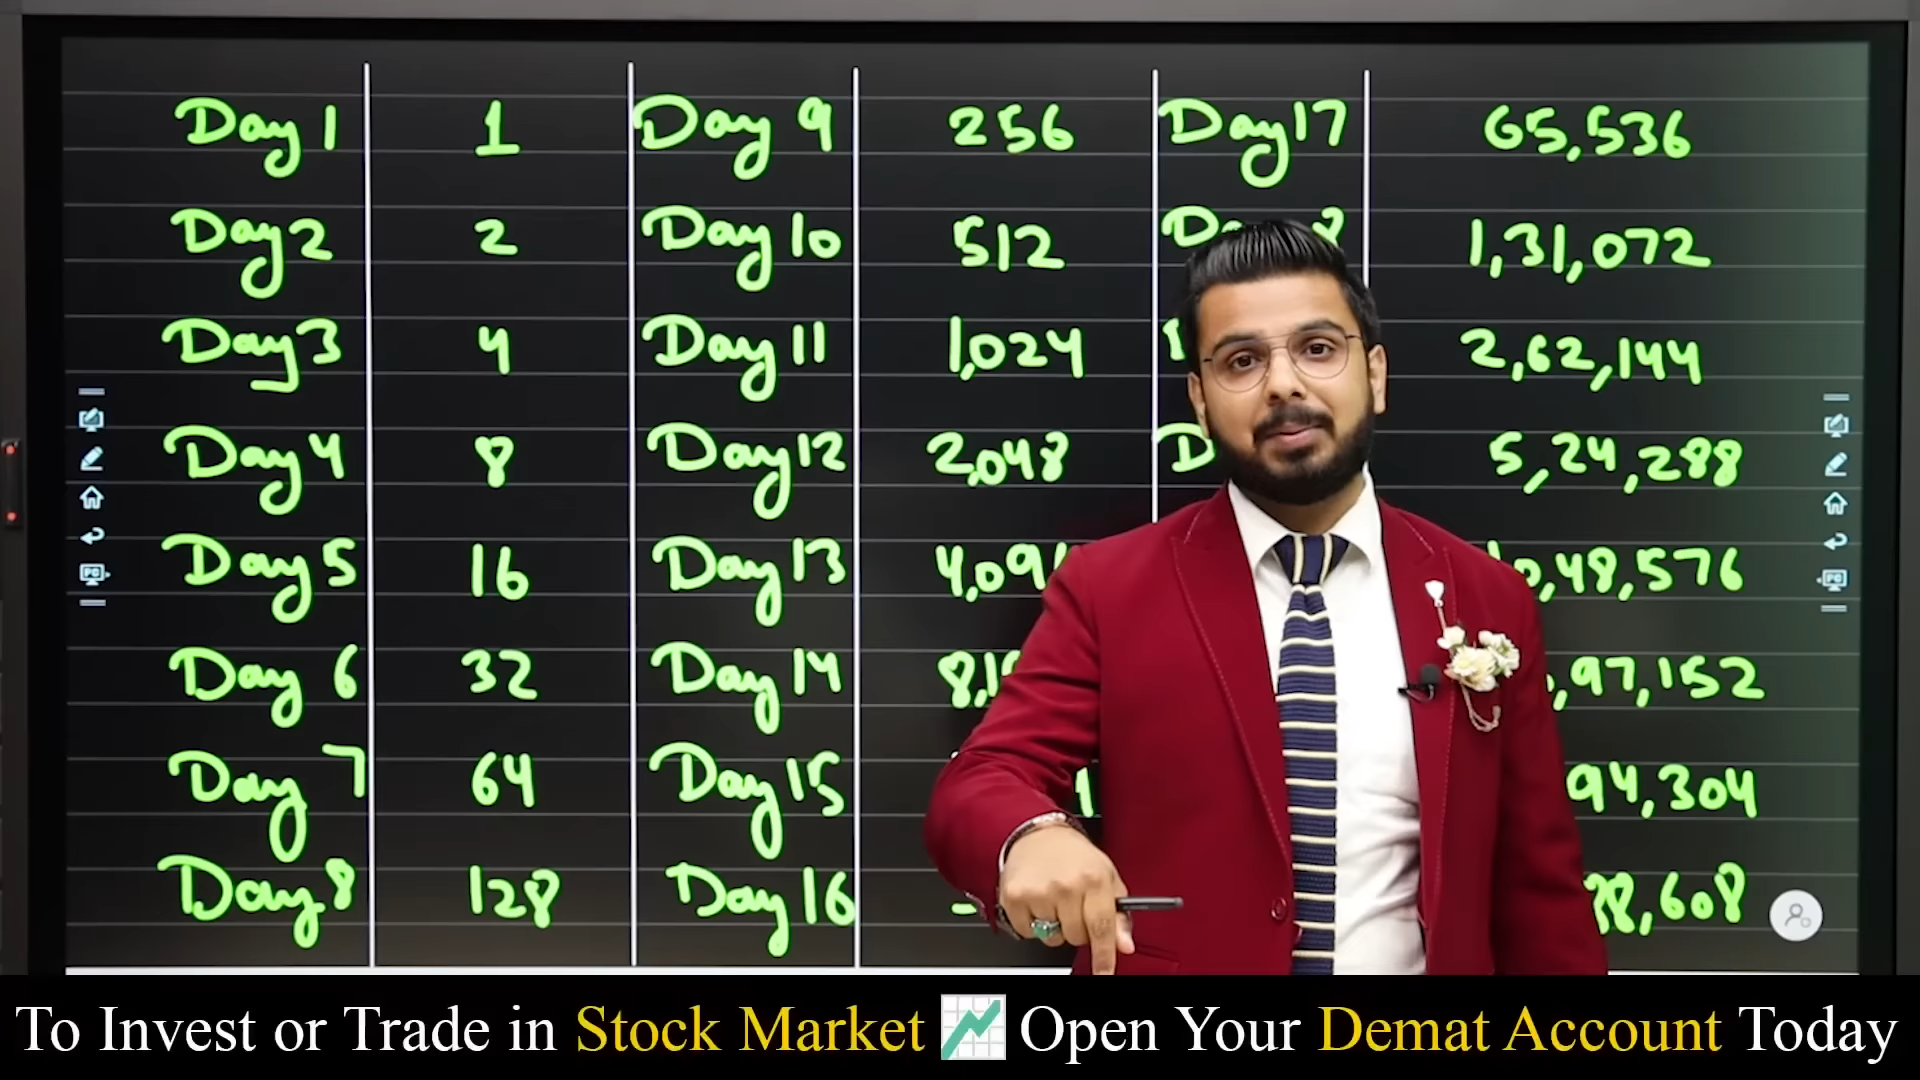 Day 1 1 Day 9 256 Day 17 65,536
Day 2 2 Day 10 512 1,31,072
Day 3 4 Day 11 1,024 2,62,144
Day 4 8 Day 12 2,048 5,24,288
Day 5 16 Day 13 0,48,576
Day 6 32 Day 14 ,97,152
Day 7 64 Day 15 94,304
Day 8 128 Day 16 88,608
To Invest or Trade in Stock Market 📈 Open Your Demat Account Today